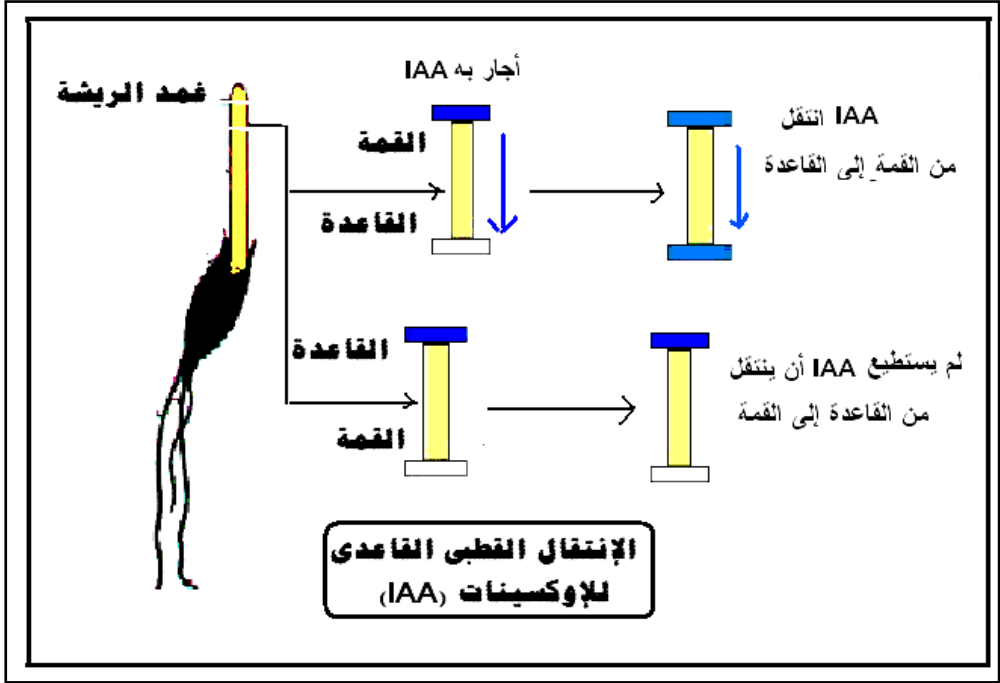 غمد الريشة
أجار به IAA
القمة
القاعدة
IAA انتقل
من القمة إلى القاعدة
القاعدة
القمة
لم يستطيع IAA أن ينتقل
من القاعدة إلى القمة
الإنتقال القطبى القاعدى
للإوكسينات (IAA)